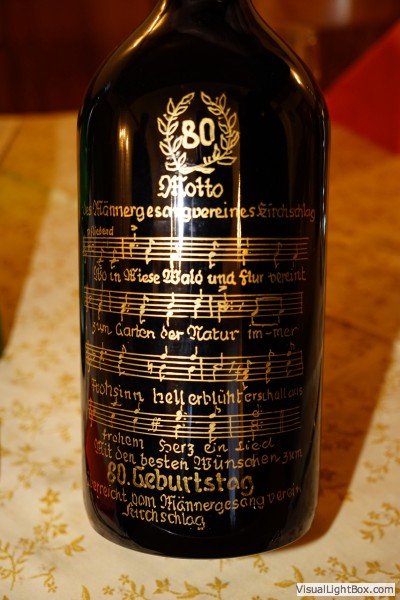 80
Motto
des Männergesangvereines Kirchschlag
Wo in Wiese Wald und Flur vereint
zum Garten der Natur im-mer
Frohsinn hell erblüht erschall aus
frohem Herz ein Lied
Mit den besten Wünschen zum
80. Geburtstag
überreicht vom Männergesangverein
Kirchschlag
VisualLightBox.com